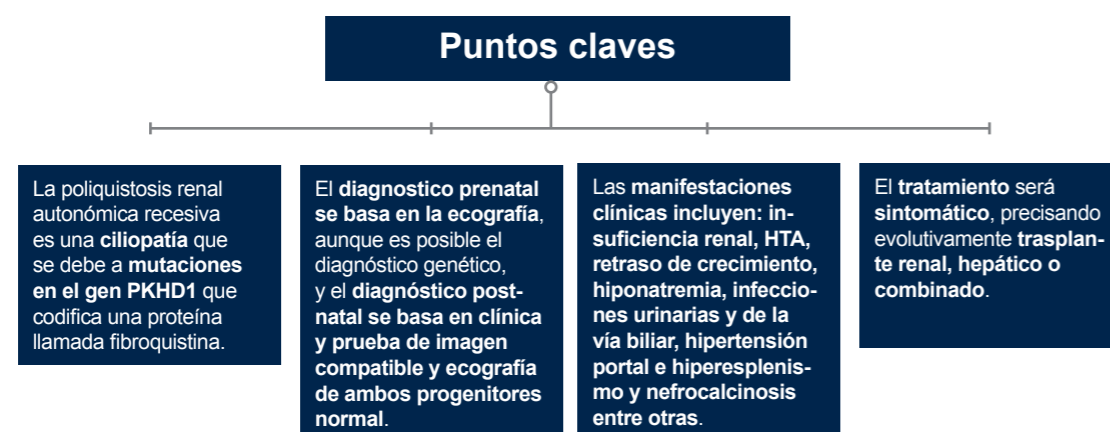 Puntos claves
La poliquistosis renal
autonómica recesiva
es una ciliopatía que
se debe a mutaciones
en el gen PKHD1 que
codifica una proteína
llamada fibroquistina.
El diagnostico prenatal
se basa en la ecografía,
aunque es posible el
diagnóstico genético,
y el diagnóstico post-
natal se basa en clínica
y prueba de imagen
compatible y ecografía
de ambos progenitores
normal.
Las manifestaciones
clínicas incluyen: in-
suficiencia renal, HTA,
retraso de crecimiento,
hiponatremia, infeccio-
nes urinarias y de la
vía biliar, hipertensión
portal e hiperesplenis-
mo y nefrocalcinosis
entre otras.
El tratamiento será
sintomático, precisando
evolutivamente trasplan-
te renal, hepático o
combinado.